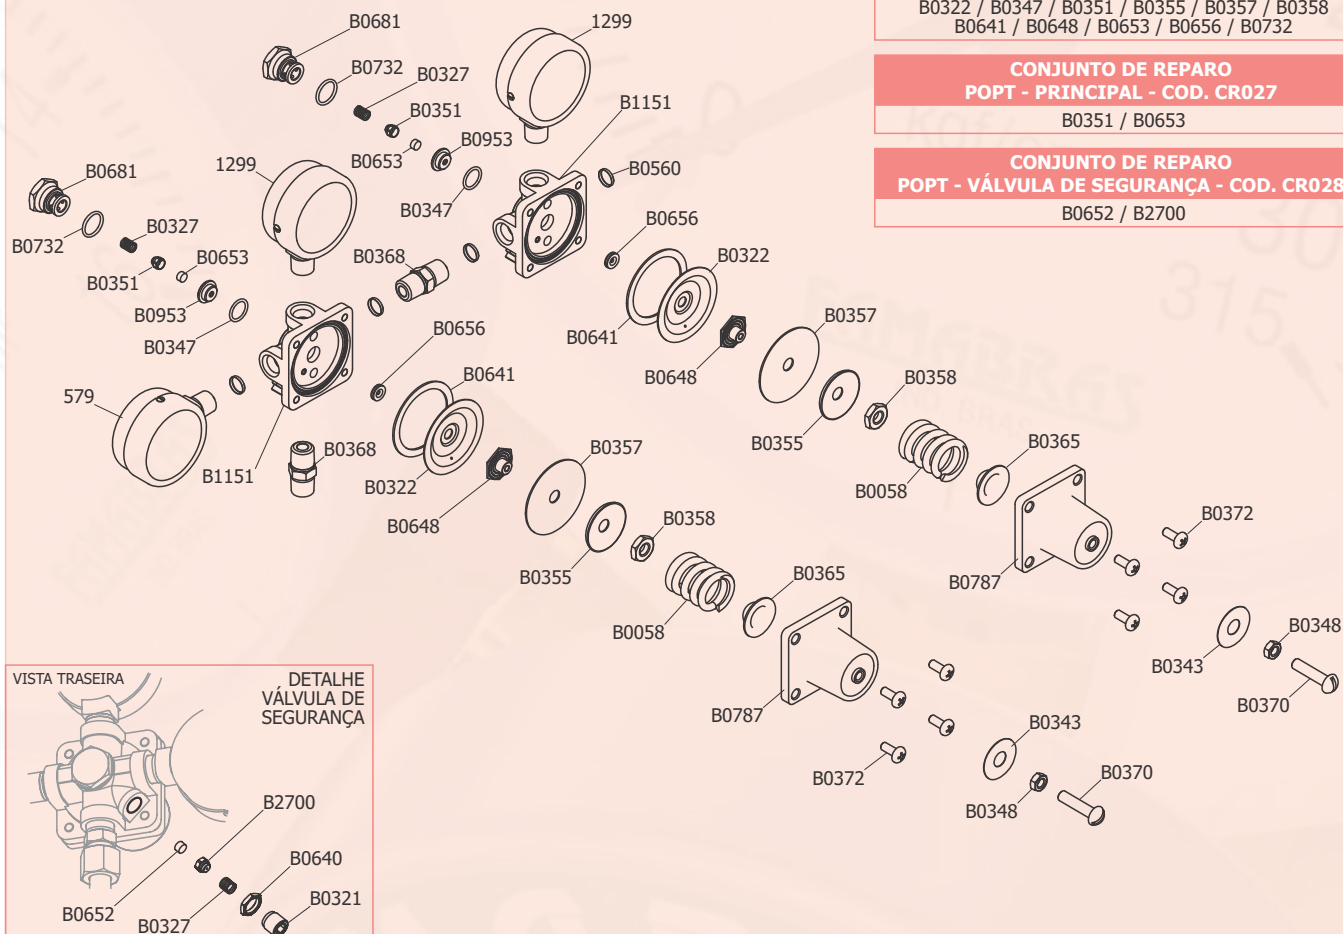 B0322 / B0347 / B0351 / B0355 / B0357 / B0358
B0641 / B0648 / B0653 / B0656 / B0732
CONJUNTO DE REPARO
POPT - PRINCIPAL - COD. CR027
B0351 / B0653
CONJUNTO DE REPARO
POPT - VÁLVULA DE SEGURANÇA - COD. CR028
B0652 / B2700
B0681
1299
B0732
B0327
B0351
B1151
B0653
B0953
B0560
B0347
B0681
1299
B0732
B0327
B0653
B0351
B0953
B0347
B0368
B0656
B0322
B0641
B0357
B0648
B0358
B0355
B0365
B0058
B0372
B0787
B0343
B0348
B0370
B0656
B0641
579
B1151
B0368
B0322
B0357
B0648
B0358
B0355
B0365
B0058
B0787
B0372
B0343
B0370
B0348
VISTA TRASEIRA
DETALHE
VÁLVULA DE
SEGURANÇA
B2700
B0640
B0321
B0652
B0327
30
315